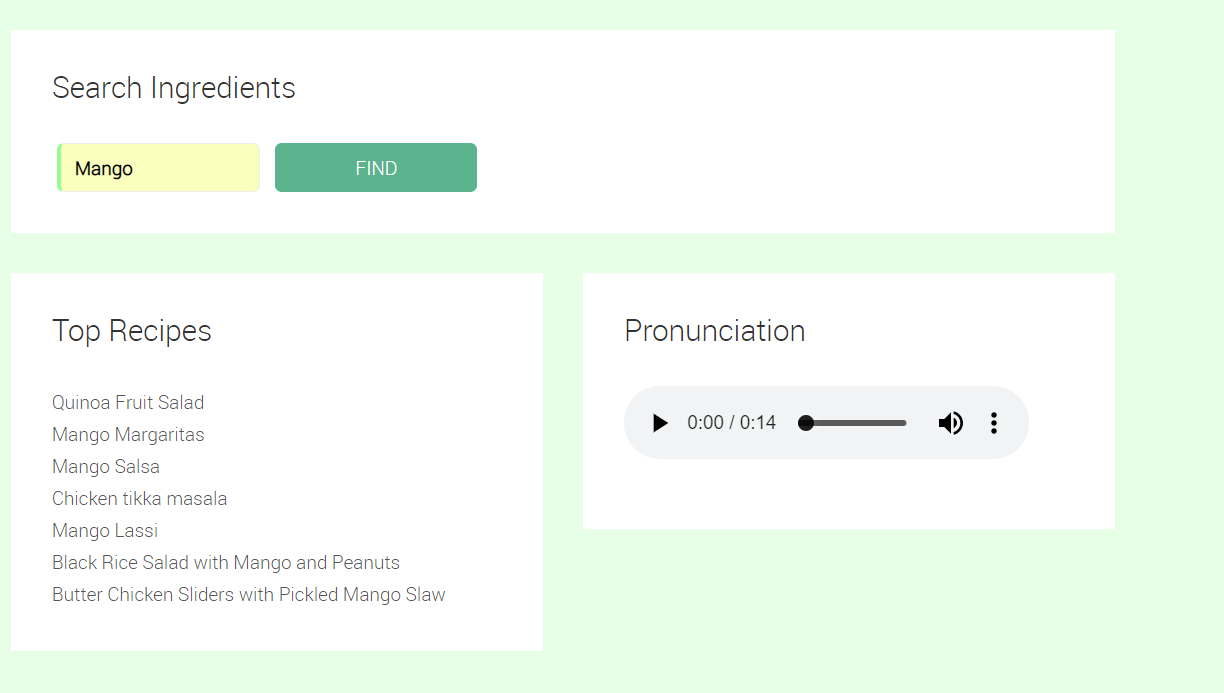 Search Ingredients
Mango
FIND
Top Recipes
Quinoa Fruit Salad
Mango Margaritas
Mango Salsa
Chicken tikka masala
Mango Lassi
Black Rice Salad with Mango and Peanuts
Butter Chicken Sliders with Pickled Mango Slaw
Pronunciation
0:00 / 0:14